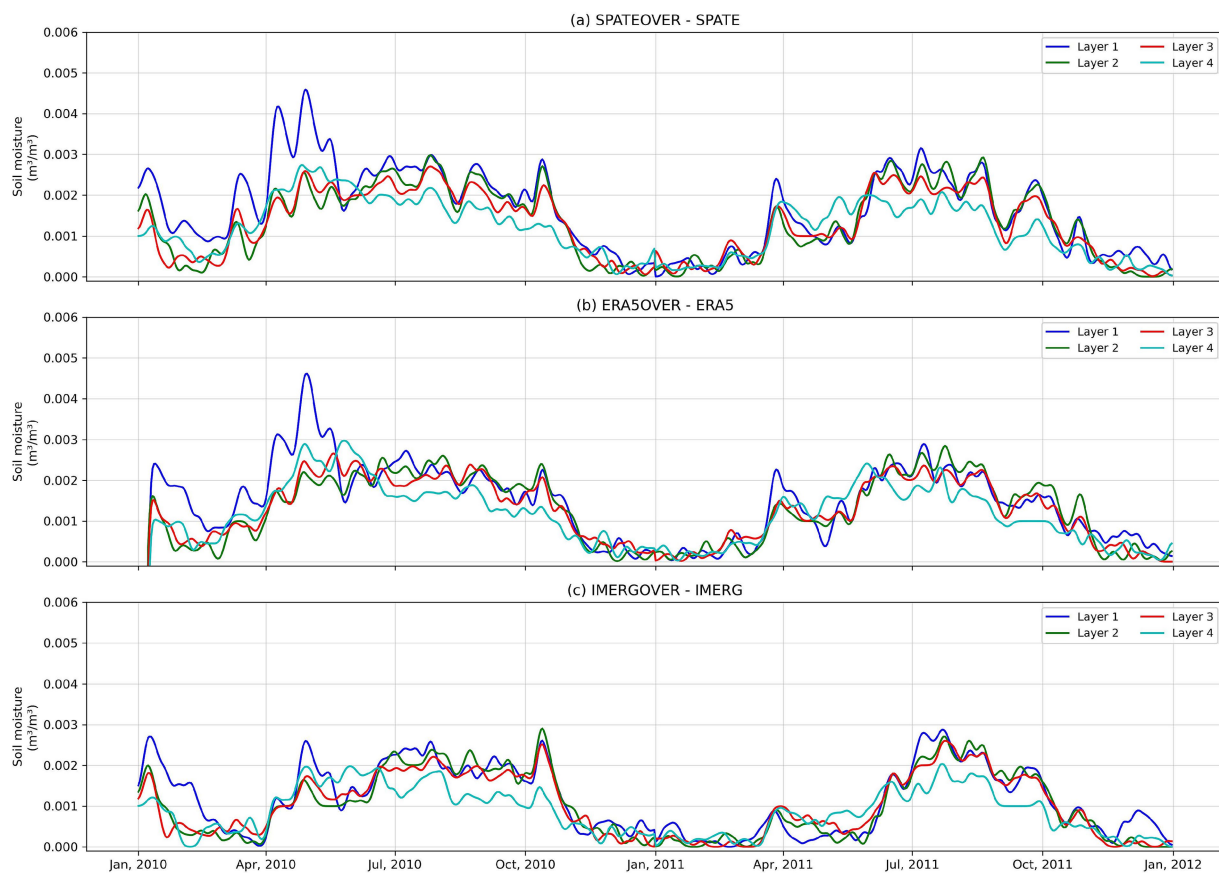 (a) SPATEOVER - SPATE
0.006
0.005
0.004
0.003
0.002
0.001
0.000
Soil moisture
(m³/m³)
Layer 1
Layer 2
Layer 3
Layer 4
(b) ERA5OVER - ERA5
0.006
0.005
0.004
0.003
0.002
0.001
0.000
Soil moisture
(m³/m³)
Layer 1
Layer 2
Layer 3
Layer 4
(c) IMERGOVER - IMERG
0.006
0.005
0.004
0.003
0.002
0.001
0.000
Soil moisture
(m³/m³)
Layer 1
Layer 2
Layer 3
Layer 4
Jan, 2010
Apr, 2010
Jul, 2010
Oct, 2010
Jan, 2011
Apr, 2011
Jul, 2011
Oct, 2011
Jan, 2012